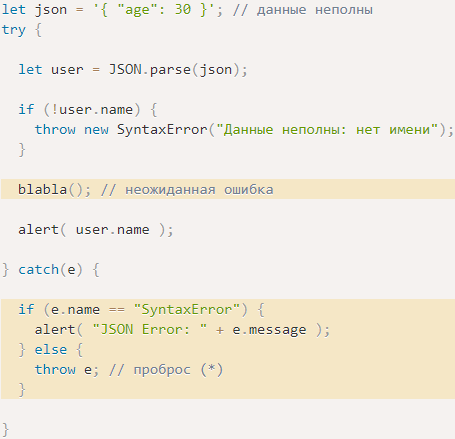 let json = '{ "age": 30 }'; // данные неполны
try {
let user = JSON.parse(json);
if (!user.name) {
throw new SyntaxError("Данные неполны: нет имени");
}
blabla(); // неожиданная ошибка
alert( user.name );
} catch(e) {
if (e.name == "SyntaxError") {
alert( "JSON Error: " + e.message );
} else {
throw e; // проброс (*)
}
}